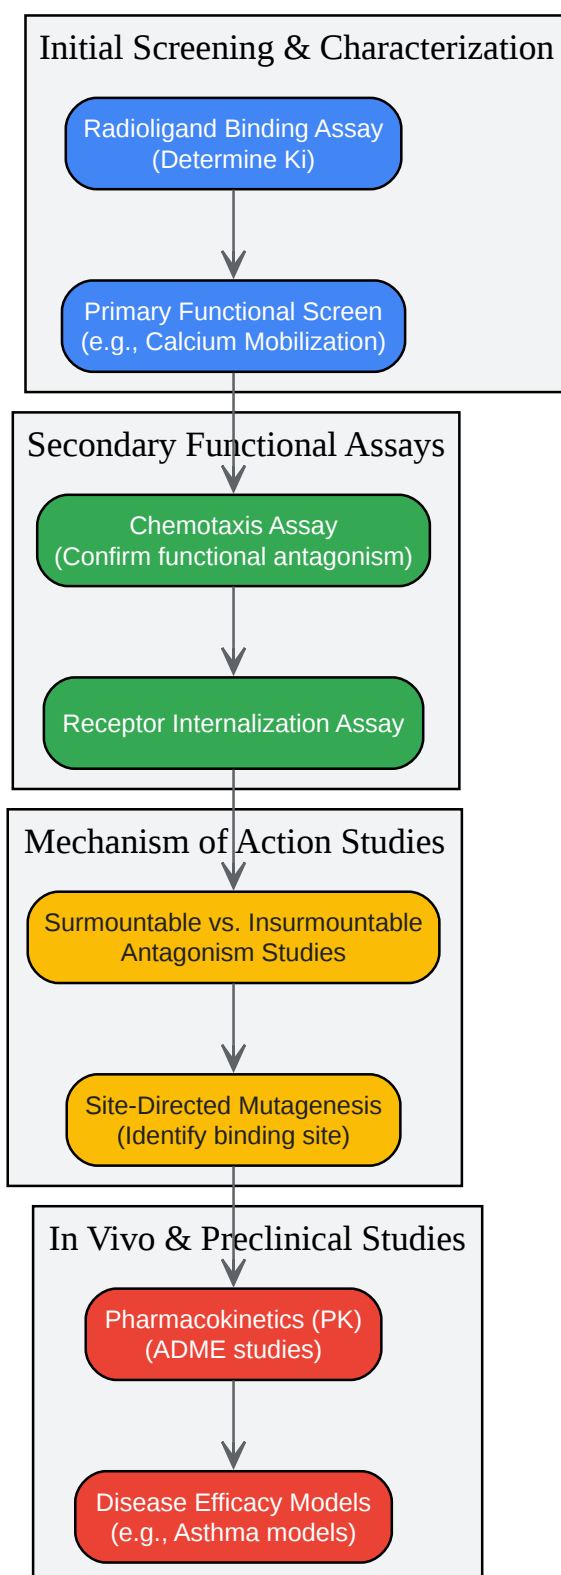 Initial Screening & Characterization
Radioligand Binding Assay
(Determine Ki)
Primary Functional Screen
(e.g., Calcium Mobilization)
Secondary Functional Assays
Chemotaxis Assay
(Confirm functional antagonism)
Receptor Internalization Assay
Mechanism of Action Studies
Surmountable vs. Insurmountable
Antagonism Studies
Site-Directed Mutagenesis
(Identify binding site)
In Vivo & Preclinical Studies
Pharmacokinetics (PK)
(ADME studies)
Disease Efficacy Models
(e.g., Asthma models)